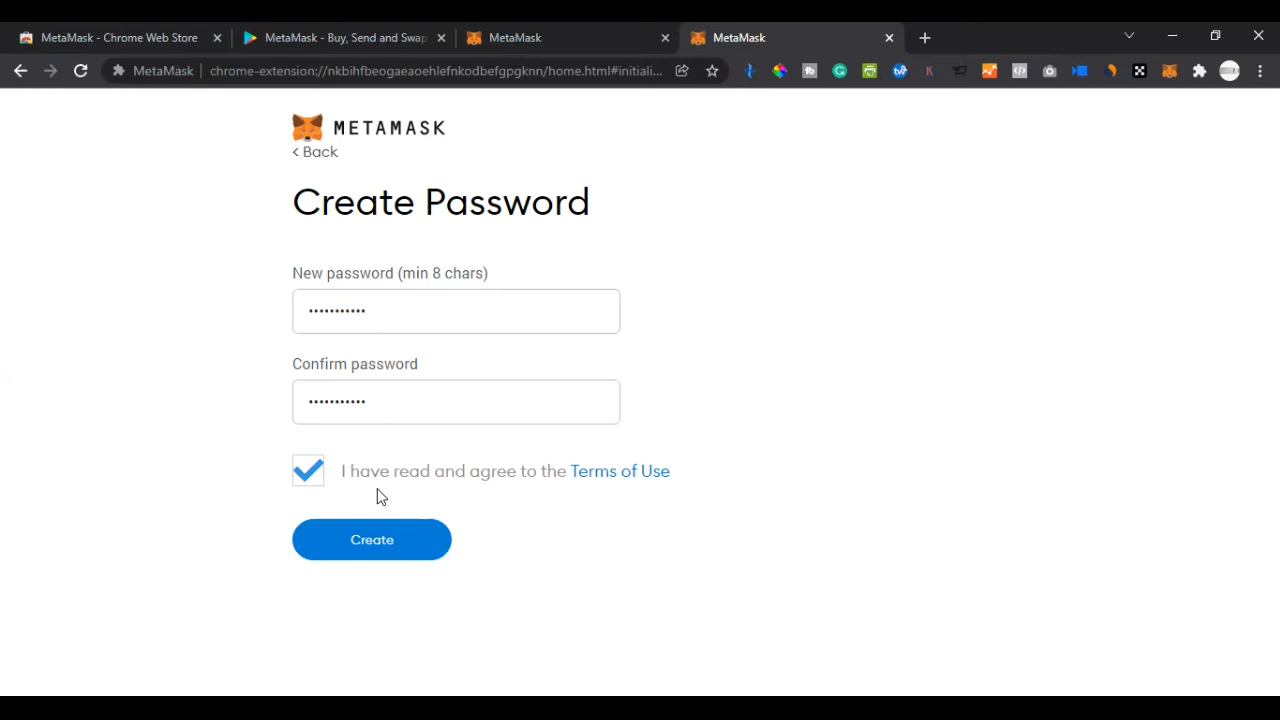 MetaMask - Chrome Web Store
MetaMask - Buy, Send and Swap
MetaMask
MetaMask
MetaMask
chrome-extension://nkbihfbeogaeaoehlefnkodbefgpgknn/home.html#initiali...
METAMASK
< Back
Create Password
New password (min 8 chars)
•••••••••••
Confirm password
•••••••••••
I have read and agree to the Terms of Use
Create